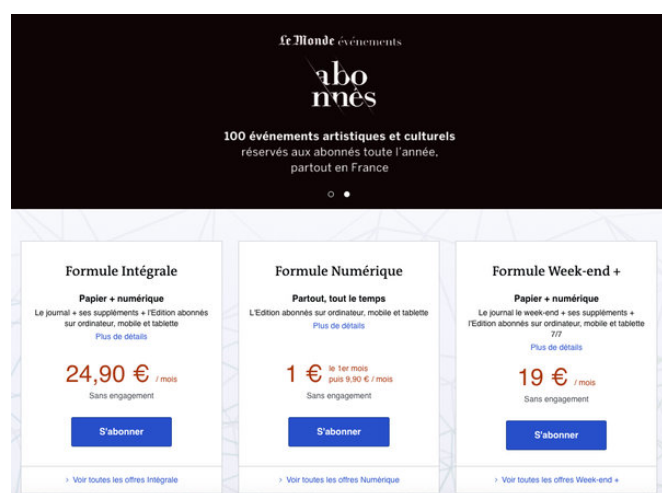 Le Monde événements
abo
nnés
100 événements artistiques et culturels
réservés aux abonnés toute l'année,
partout en France
Formule Intégrale
Papier + numérique
Le journal + ses suppléments + l'Edition abonnés
sur ordinateur, mobile et tablette
Plus de détails
24,90 € / mois
Sans engagement
S'abonner
› Voir toutes les offres Intégrale
Formule Numérique
Partout, tout le temps
L'Edition abonnés sur ordinateur, mobile et tablette
Plus de détails
1 € le 1er mois
puis 9,90 € / mois
Sans engagement
S'abonner
› Voir toutes les offres Numérique
Formule Week-end +
Papier + numérique
Le journal le week-end + ses suppléments +
l'Edition abonnés sur ordinateur, mobile et tablette
7/7
Plus de détails
19 € / mois
Sans engagement
S'abonner
› Voir toutes les offres Week-end +